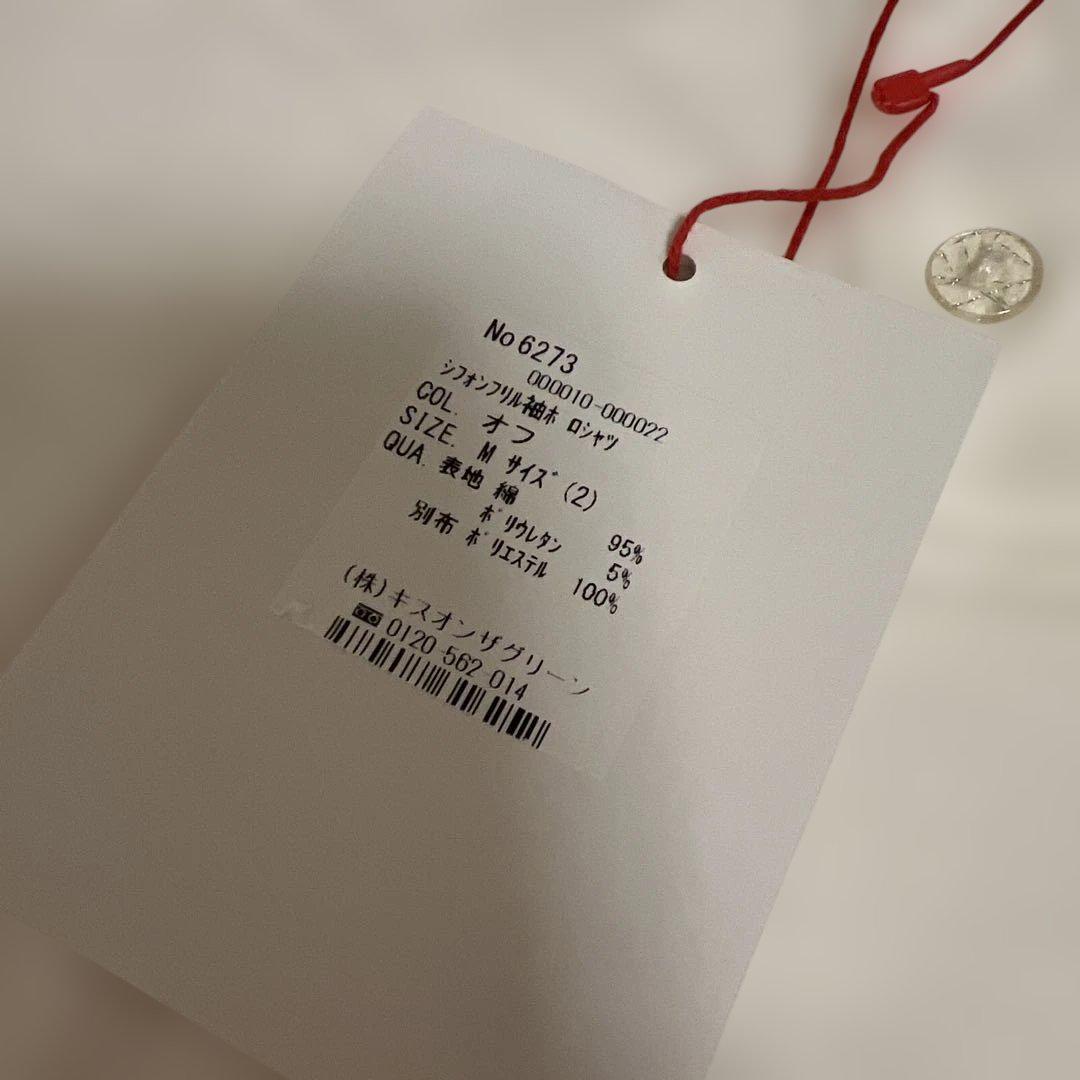 No 6273
000010-000022
ｼﾌｵﾝﾌﾘﾙ袖ﾎ ﾛｼｬﾂ
COL. オフ
SIZE. M ｻｲｽﾞ(2)
QUA. 表地 綿 95%
ﾎﾟﾘｳﾚﾀﾝ 5%
別布 ﾎﾟﾘｴｽﾃﾙ 100%
(株)キスオンザグリーン
0120-562-014